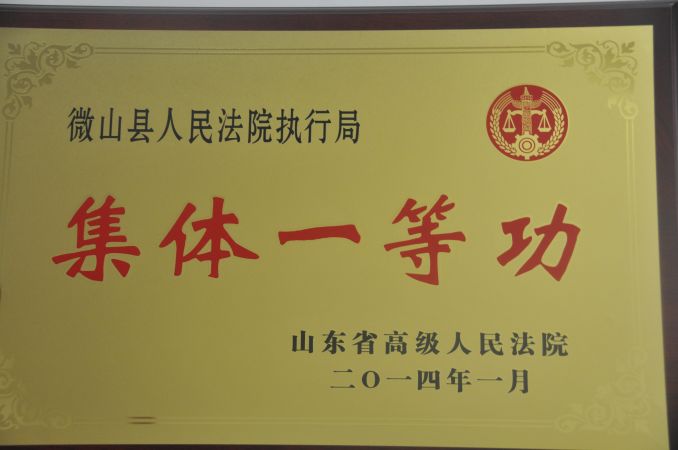 微山县人民法院执行局
集体一等功
山东省高级人民法院
二〇一四年一月